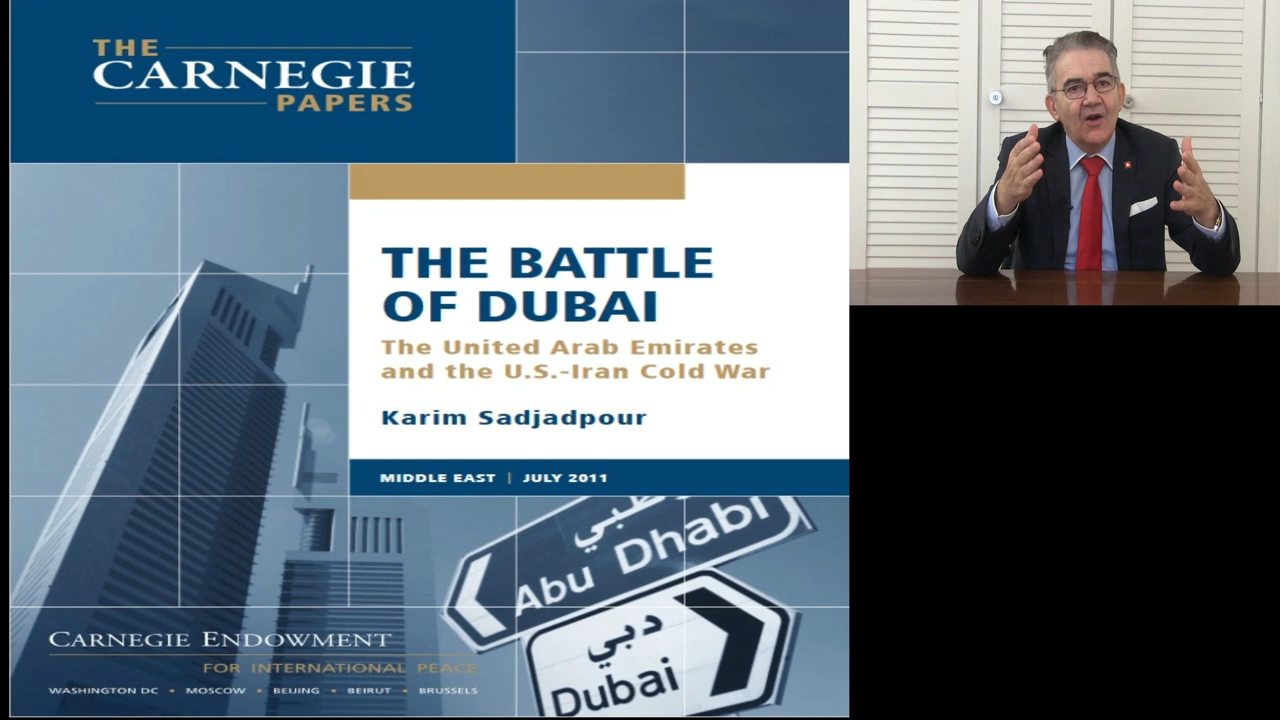 THE
CARNEGIE
PAPERS
THE BATTLE
OF DUBAI
The United Arab Emirates
and the U.S.-Iran Cold War
Karim Sadjadpour
MIDDLE EAST | JULY 2011
Abu Dhabi
دبي
Dubai
CARNEGIE ENDOWMENT
FOR INTERNATIONAL PEACE
WASHINGTON DC • MOSCOW • BEIJING • BEIRUT • BRUSSELS